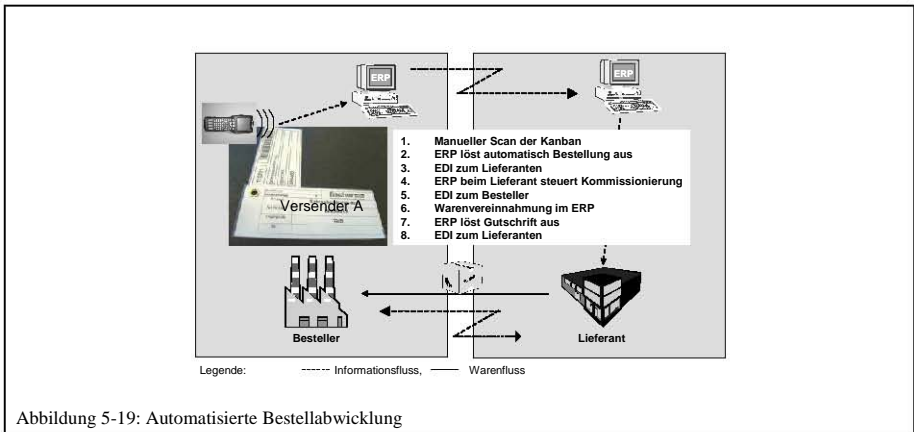 ERP
ERP
1. Manueller Scan der Kanban
2. ERP löst automatisch Bestellung aus
3. EDI zum Lieferanten
4. ERP beim Lieferant steuert Kommissionierung
5. EDI zum Besteller
6. Warenvereinnahmung im ERP
7. ERP löst Gutschrift aus
8. EDI zum Lieferanten
Versender A
Besteller
Lieferant
Legende: ------ Informationsfluss, —— Warenfluss
Abbildung 5-19: Automatisierte Bestellabwicklung